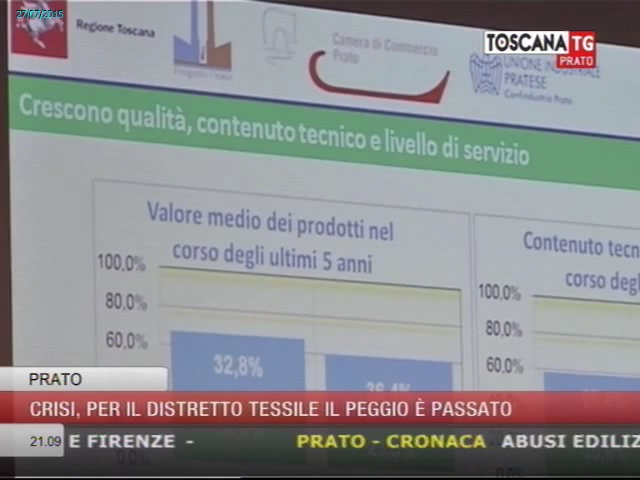 27/07/2015
Regione Toscana
Camera di Commercio
Prato
TOSCANA TG
PRATO
UNIONE INDUSTRIALE
PRATESE
Confindustria Prato
Crescono qualità, contenuto tecnico e livello di servizio
Valore medio dei prodotti nel
corso degli ultimi 5 anni
100,0%
80,0%
60,0%
32,8%
Contenuto tecn
corso degl
100,0%
80,0%
60,0%
PRATO
CRISI, PER IL DISTRETTO TESSILE IL PEGGIO È PASSATO
21.09 E FIRENZE - PRATO - CRONACA ABUSI EDILIZ